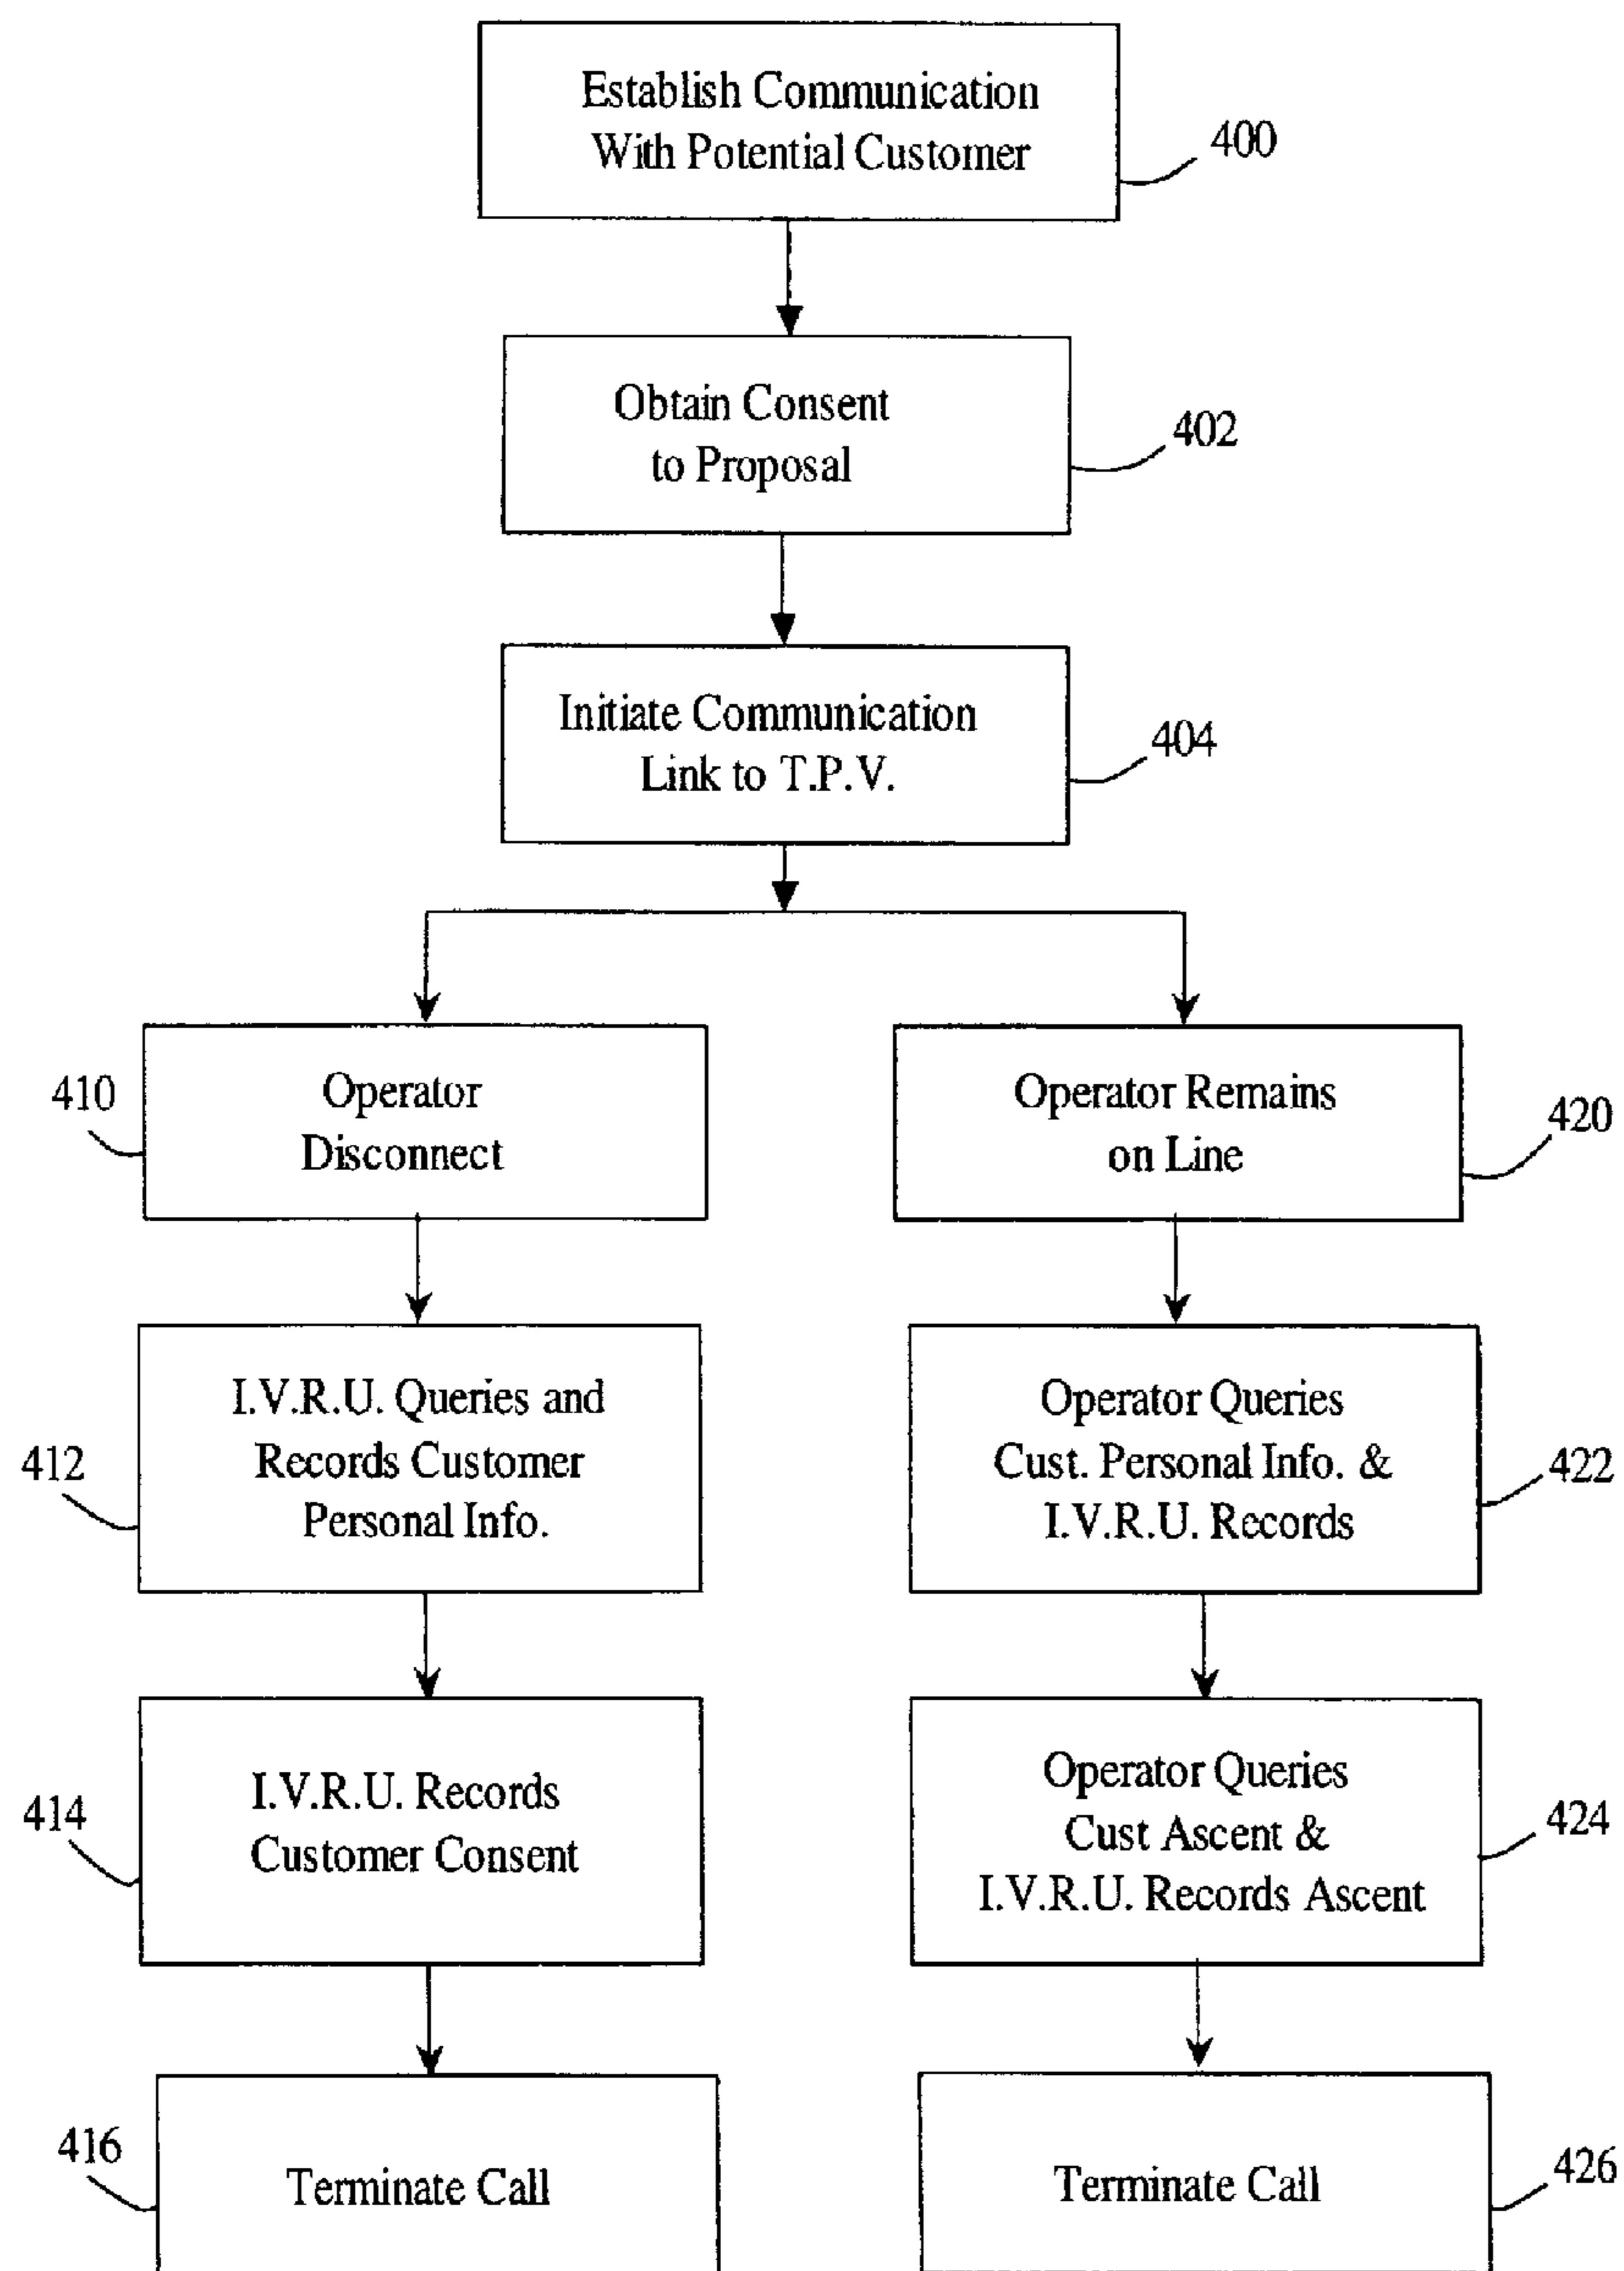 Establish Communication
With Potential Customer
400
Obtain Consent
to Proposal
402
Initiate Communication
Link to T.P.V.
404
410
Operator
Disconnect
Operator Remains
on Line
420
412
I.V.R.U. Queries and
Records Customer
Personal Info.
Operator Queries
Cust. Personal Info. &
I.V.R.U. Records
422
414
I.V.R.U. Records
Customer Consent
Operator Queries
Cust Ascent &
I.V.R.U. Records Ascent
424
416
Terminate Call
Terminate Call
426